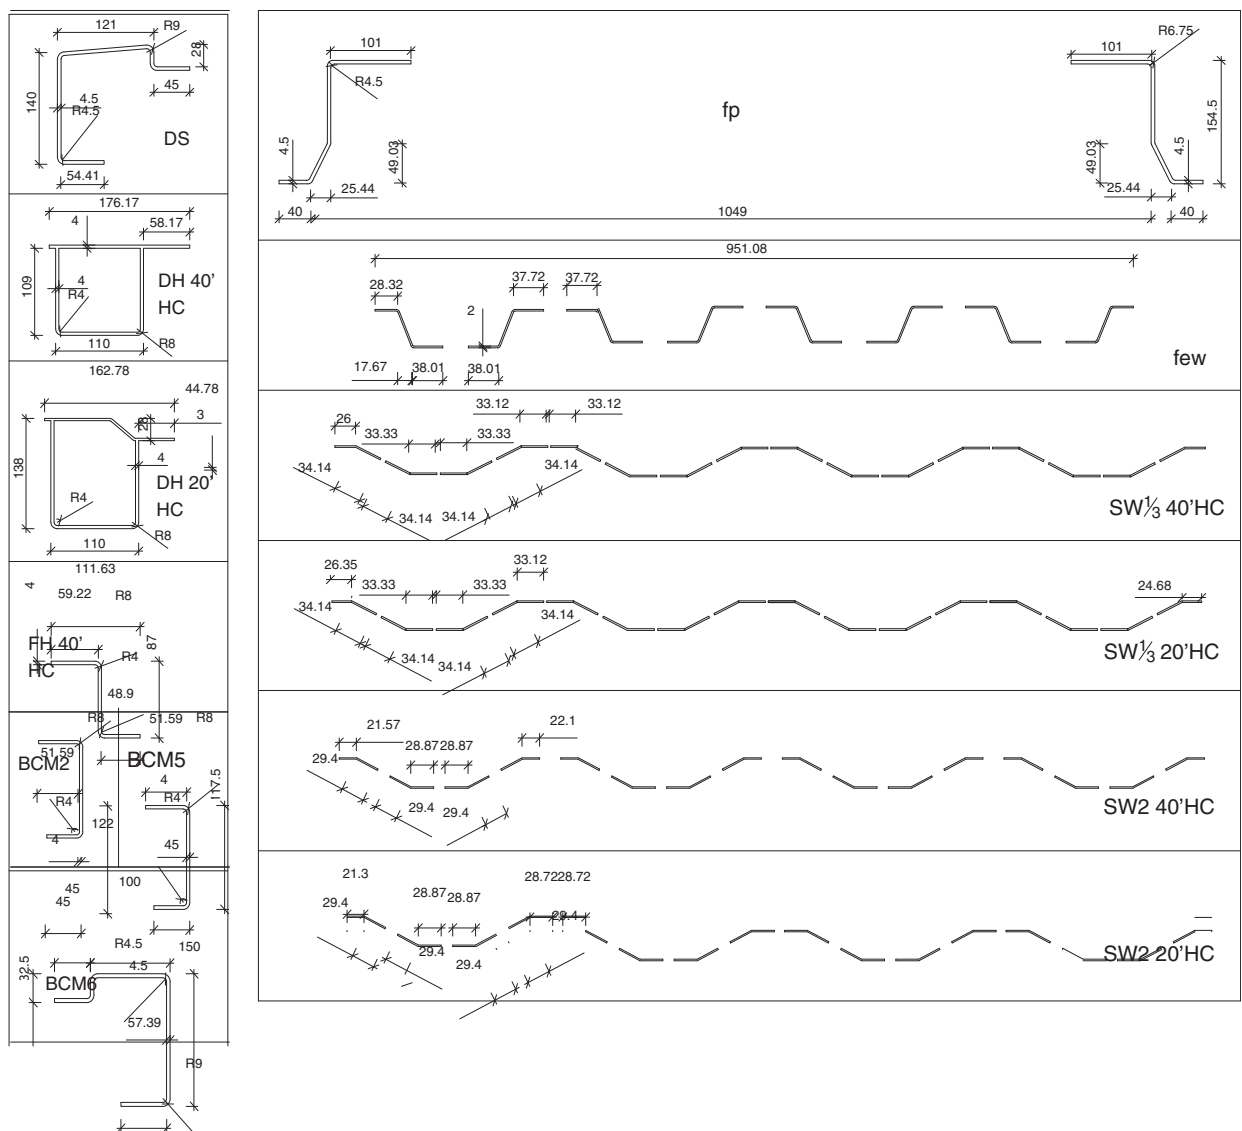 121
R9
28
45
140
4.5
R4.5
DS
54.41
176.17
4
58.17
109
4
R4
DH 40'
HC
110
R8
162.78
44.78
28
3
138
4
R4
DH 20'
HC
R8
110
111.63
4
59.22
R8
FH 40'
HC
R4
87
48.9
R8
51.59
R8
51.59
BCM2
BCM5
4
R4
R4
117.5
122
4
45
100
45
45
R4.5
150
4.5
32.5
BCM6
57.39
R9
101
R4.5
fp
101
R6.75
154.5
4.5
49.03
25.44
49.03
4.5
25.44
40
1049
40
951.08
28.32
37.72
37.72
2
17.67
38.01
38.01
few
26
33.12
33.12
33.33
33.33
34.14
34.14
34.14
34.14
SW⅓ 40'HC
26.35
33.12
33.33
33.33
24.68
34.14
34.14
34.14
34.14
SW⅓ 20'HC
21.57
22.1
28.87
28.87
29.4
29.4
29.4
SW2 40'HC
21.3
28.72
28.72
28.87
28.87
29.4
29.4
29.4
29.4
SW2 20'HC